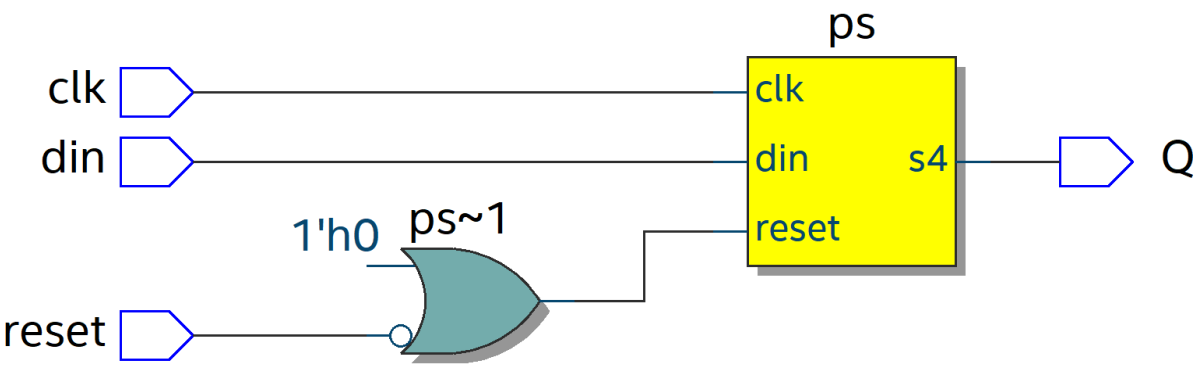 ps
clk
clk
din
din
s4
Q
ps~1
1'h0
reset
reset